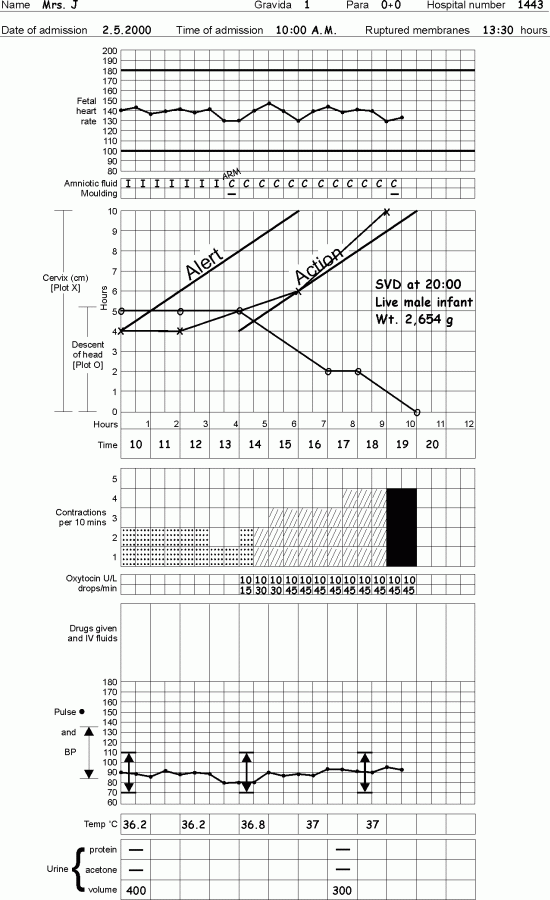 Name Mrs. J Gravida 1 Para 0+0 Hospital number 1443
Date of admission 2.5.2000 Time of admission 10:00 A.M. Ruptured membranes 13:30 hours
200
190
180
170
160
Fetal 150
heart 140
rate 130
120
110
100
90
80
ARM
Amniotic fluid I I I I I I I C C C C C C C C C C C C
Moulding – –
10
9
8
7
Alert
Action
Cervix (cm)
[Plot X]
Hours
6
SVD at 20:00
Live male infant
Wt. 2,654 g
5
4
Descent
of head
[Plot O]
3
2
1
0
Hours 1 2 3 4 5 6 7 8 9 10 11 12
Time 10 11 12 13 14 15 16 17 18 19 20
5
4
Contractions
per 10 mins
3
2
1
Oxytocin U/L 10 10 10 10 10 10 10 10 10 10 10 10
drops/min 15 30 30 45 45 45 45 45 45 45 45 45
Drugs given
and IV fluids
180
170
160
Pulse 150
140
and 130
120
BP 110
100
90
80
70
60
Temp °C 36.2 36.2 36.8 37 37
protein – –
Urine acetone – –
volume 400 300